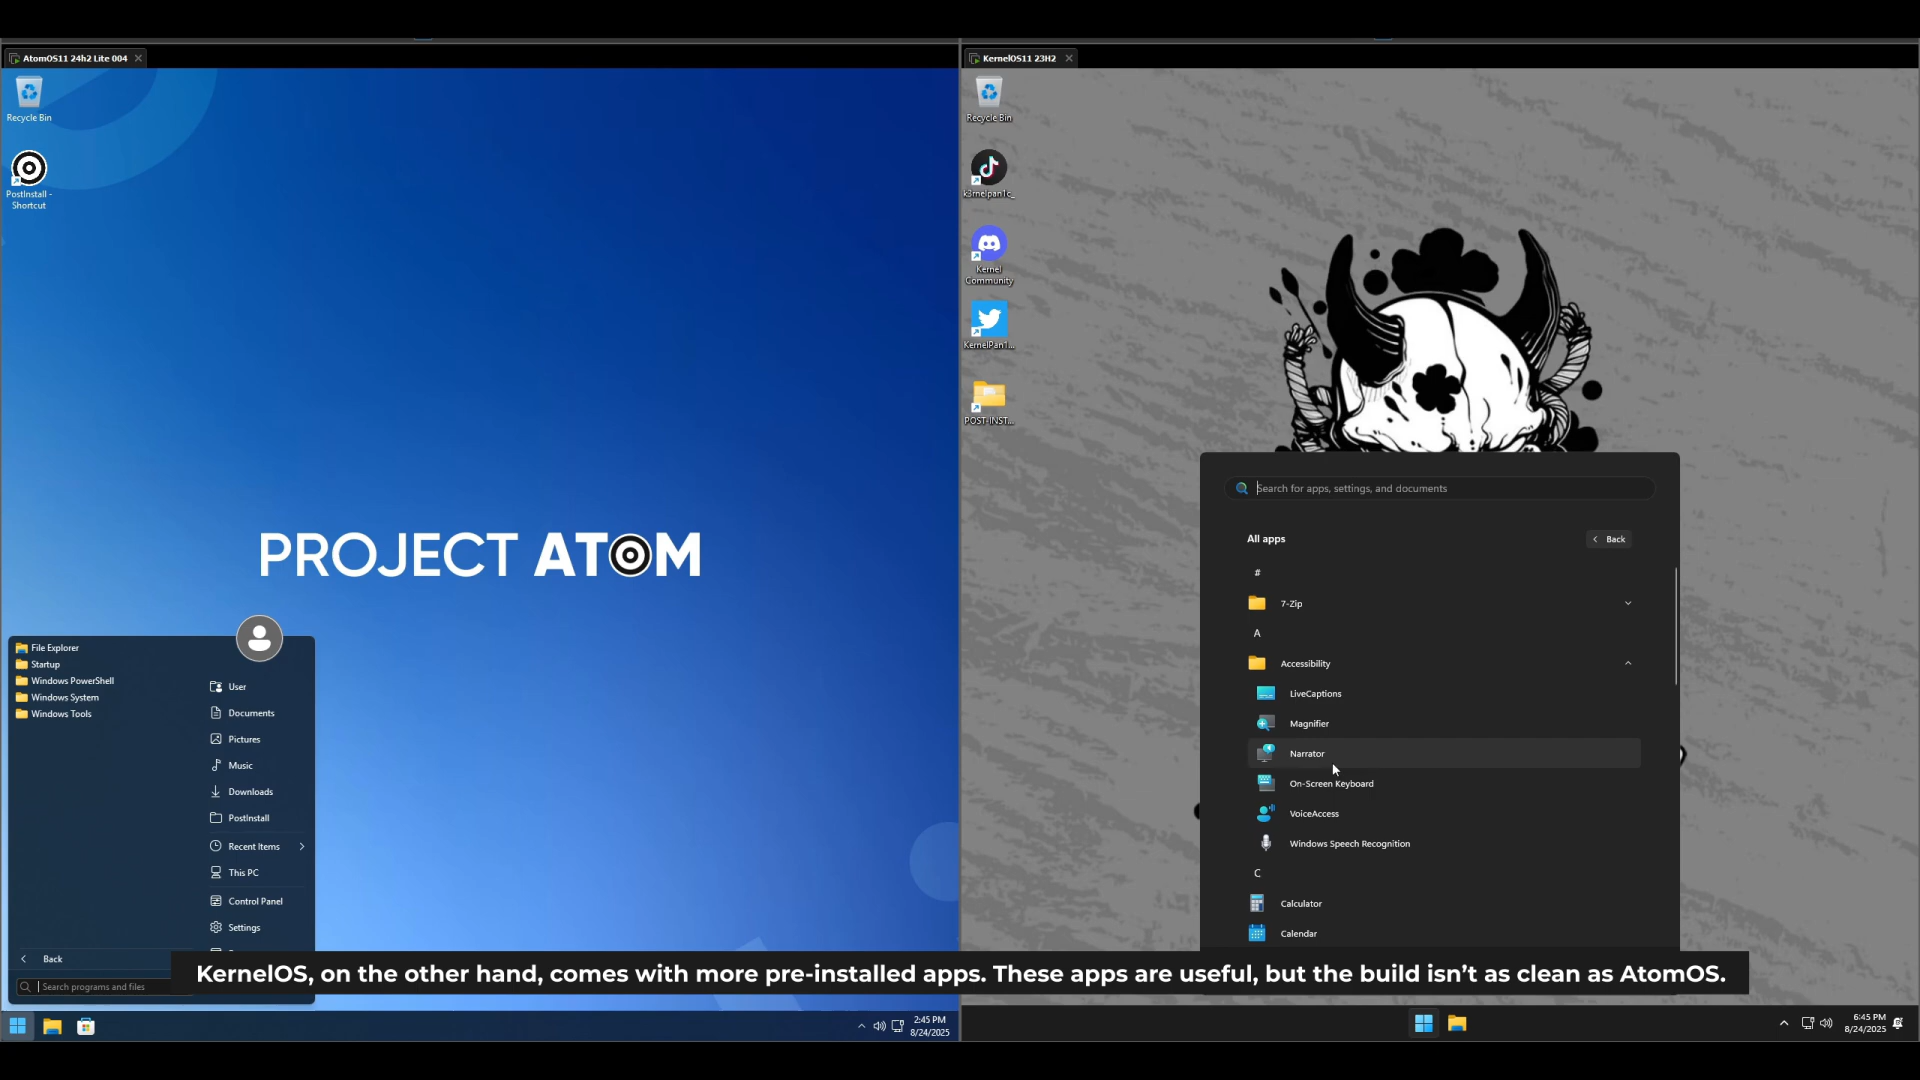 AtomOS11 24h2 Lite 004
Recycle Bin
PostInstall -
Shortcut
PROJECT ATOM
File Explorer
Startup
Windows PowerShell
Windows System
Windows Tools
User
Documents
Pictures
Music
Downloads
PostInstall
Recent Items
This PC
Control Panel
Settings
Back
Search programs and files
2:45 PM
8/24/2025
KernelOS11 23H2
Recycle Bin
k3rnelpan1c_
Kernel
Community
KernelPan1...
POST-INST...
Search for apps, settings, and documents
All apps
Back
#
7-Zip
A
Accessibility
LiveCaptions
Magnifier
Narrator
On-Screen Keyboard
VoiceAccess
Windows Speech Recognition
C
Calculator
Calendar
KernelOS, on the other hand, comes with more pre-installed apps. These apps are useful, but the build isn't as clean as AtomOS.
6:45 PM
8/24/2025